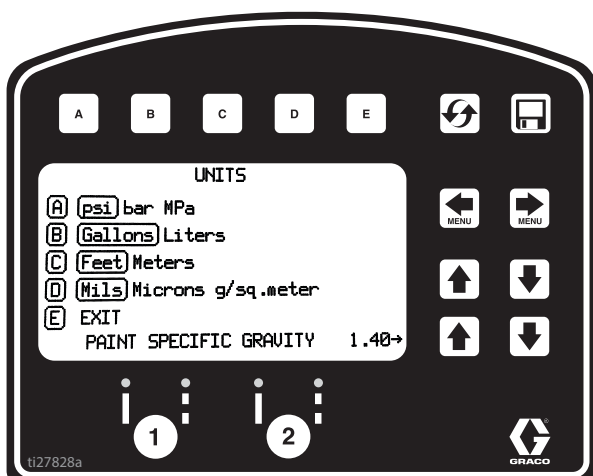 A B C D E
UNITS
A psi bar MPa
B Gallons Liters
C Feet Meters
D Mils Microns g/sq.meter
E EXIT
PAINT SPECIFIC GRAVITY 1.40→
MENU MENU
1 2
ti27828a
G
GRACO